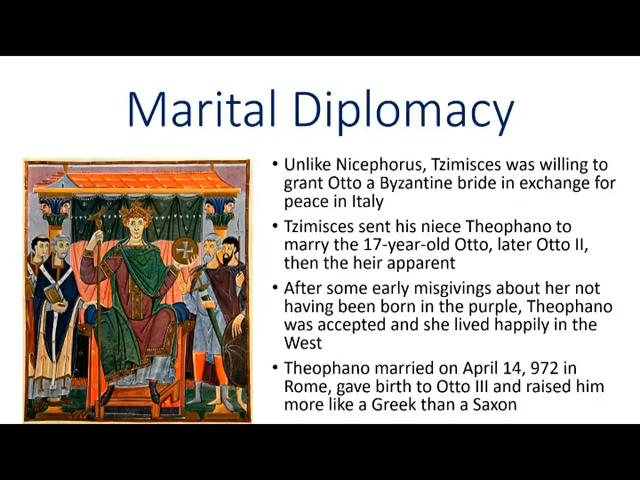 Marital Diplomacy
• Unlike Nicephorus, Tzimisces was willing to
grant Otto a Byzantine bride in exchange for
peace in Italy
• Tzimisces sent his niece Theophano to
marry the 17-year-old Otto, later Otto II,
then the heir apparent
• After some early misgivings about her not
having been born in the purple, Theophano
was accepted and she lived happily in the
West
• Theophano married on April 14, 972 in
Rome, gave birth to Otto III and raised him
more like a Greek than a Saxon